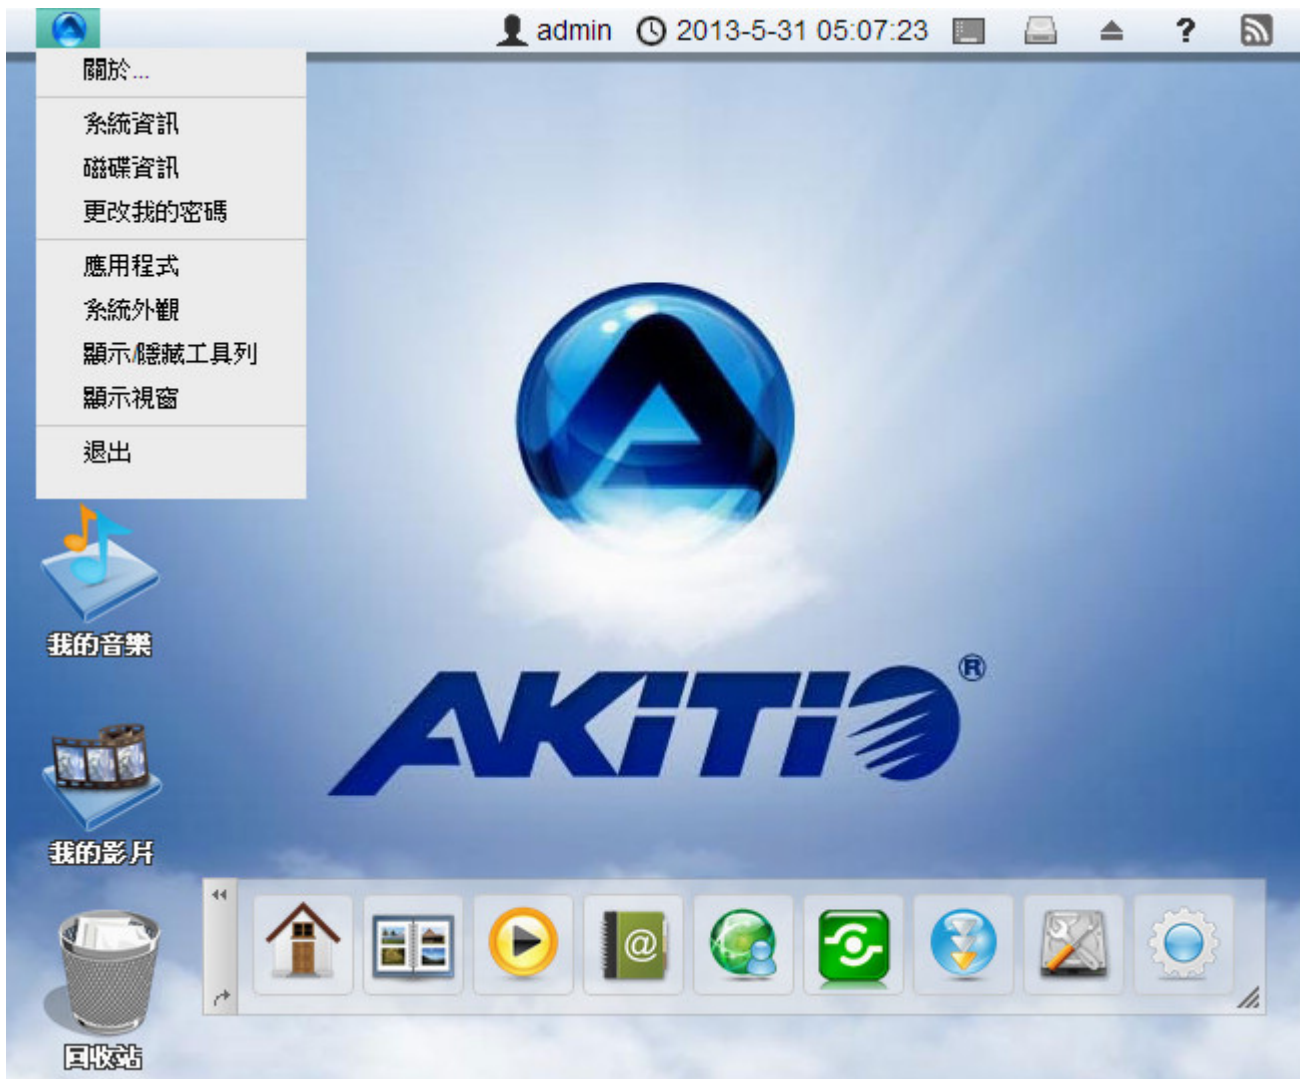 admin 2013-5-31 05:07:23 ?
關於...
系統資訊
磁碟資訊
更改我的密碼
應用程式
系統外觀
顯示/隱藏工具列
顯示視窗
退出
我的音樂
AKiTiO®
我的影片
@
回收站